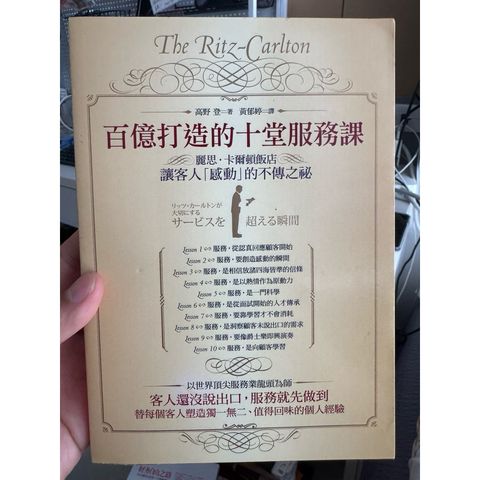 The Ritz-Carlton
高野 登─著 黃郁婷─譯
百億打造的十堂服務課
麗思・卡爾頓飯店
讓客人「感動」的不傳之祕
リッツ・カールトンが
大切にする
サービスを超える瞬間
Lesson 1 服務，從認真回應顧客開始
Lesson 2 服務，要創造感動的瞬間
Lesson 3 服務，是相信放諸四海皆準的信條
Lesson 4 服務，是以熱情作為原動力
Lesson 5 服務，是一門科學
Lesson 6 服務，是從面試開始的人才傳承
Lesson 7 服務，要靠學習才不會消耗
Lesson 8 服務，是洞察顧客未說出口的需求
Lesson 9 服務，要像爵士樂即興演奏
Lesson 10 服務，是向顧客學習
以世界頂尖服務業龍頭為師
客人還沒說出口，服務就先做到
替每個客人塑造獨一無二、值得回味的個人經驗